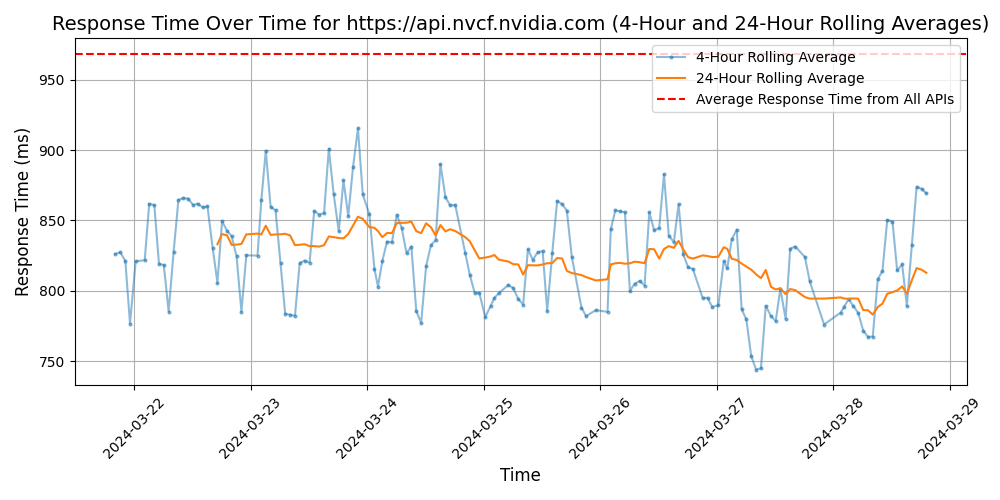 Response Time Over Time for https://api.nvcf.nvidia.com (4-Hour and 24-Hour Rolling Averages)
4-Hour Rolling Average
24-Hour Rolling Average
Average Response Time from All APIs
Response Time (ms)
950
900
850
800
750
2024-03-22
2024-03-23
2024-03-24
2024-03-25
2024-03-26
2024-03-27
2024-03-28
2024-03-29
Time